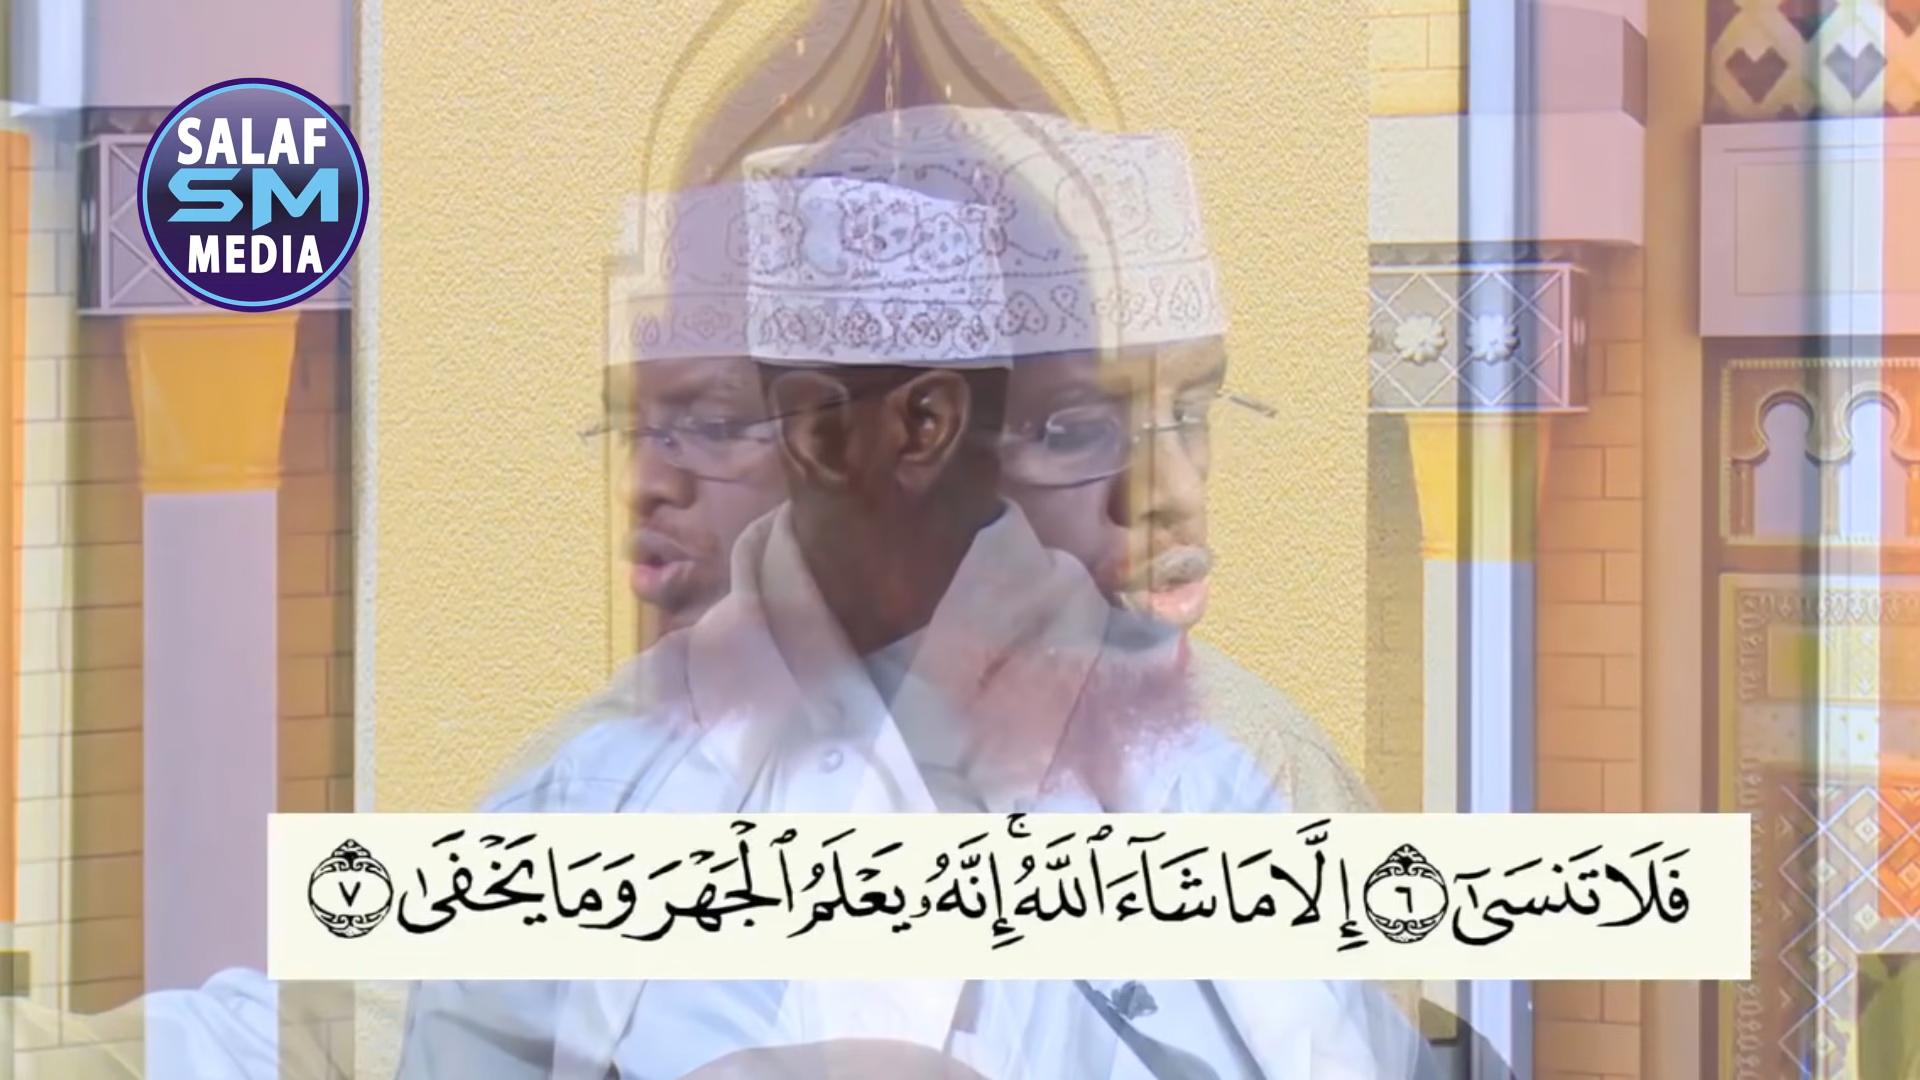 SALAF
SM
MEDIA
فَلَا تَنسَىٰٓ ٦ إِلَّا مَا شَآءَ ٱللَّهُ ۚ إِنَّهُۥ يَعْلَمُ ٱلْجَهْرَ وَمَا يَخْفَىٰ ٧